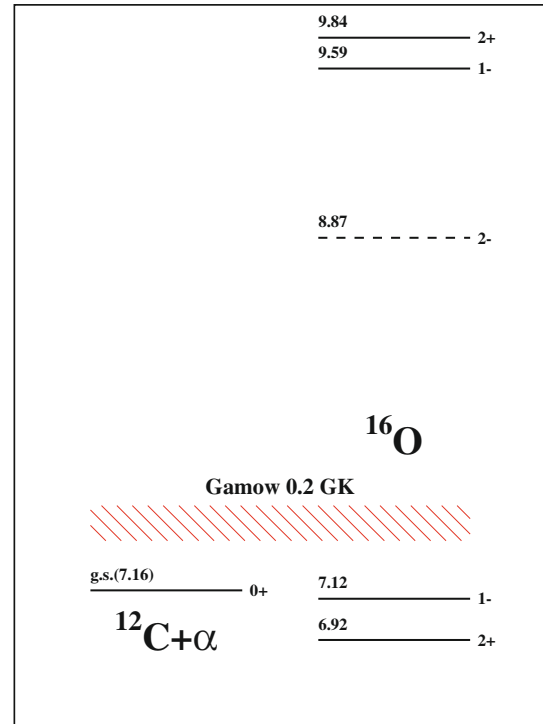 9.84
2+
9.59
1-
8.87
2-
¹⁶O
Gamow 0.2 GK
g.s.(7.16)
0+
7.12
1-
¹²C+α
6.92
2+